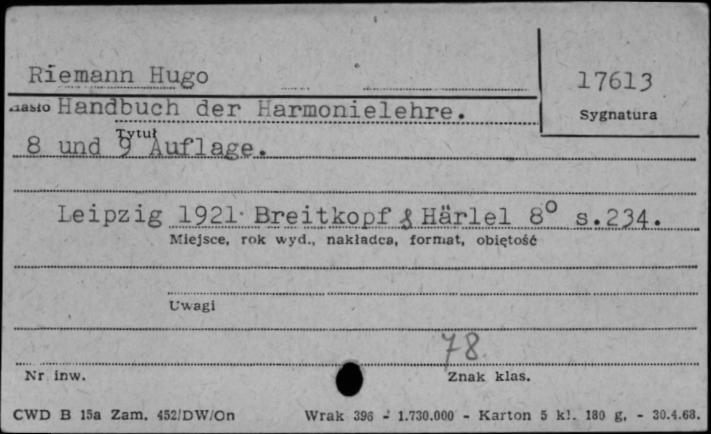 Riemann Hugo
17613
Hasło Handbuch der Harmonielehre.
Sygnatura
Tytuł
8 und 9 Auflage.
Leipzig 1921. Breitkopf & Härlel 8° s.234.
Miejsce, rok wyd., nakładca, format, objętość
Uwagi
78
Nr inw.
Znak klas.
CWD B 15a Zam. 452/DW/On Wrak 396 - 1.730.000 - Karton 5 kl. 180 g. - 30.4.68.